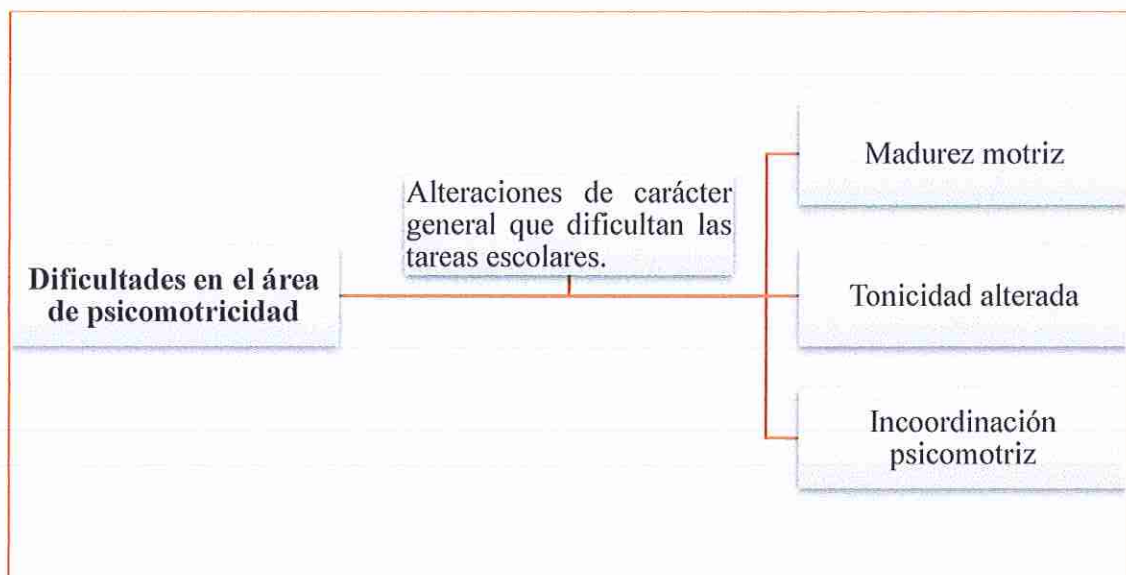 Dificultades en el área
de psicomotricidad
Alteraciones de carácter
general que dificultan las
tareas escolares.
Madurez motriz
Tonicidad alterada
Incoordinación
psicomotriz